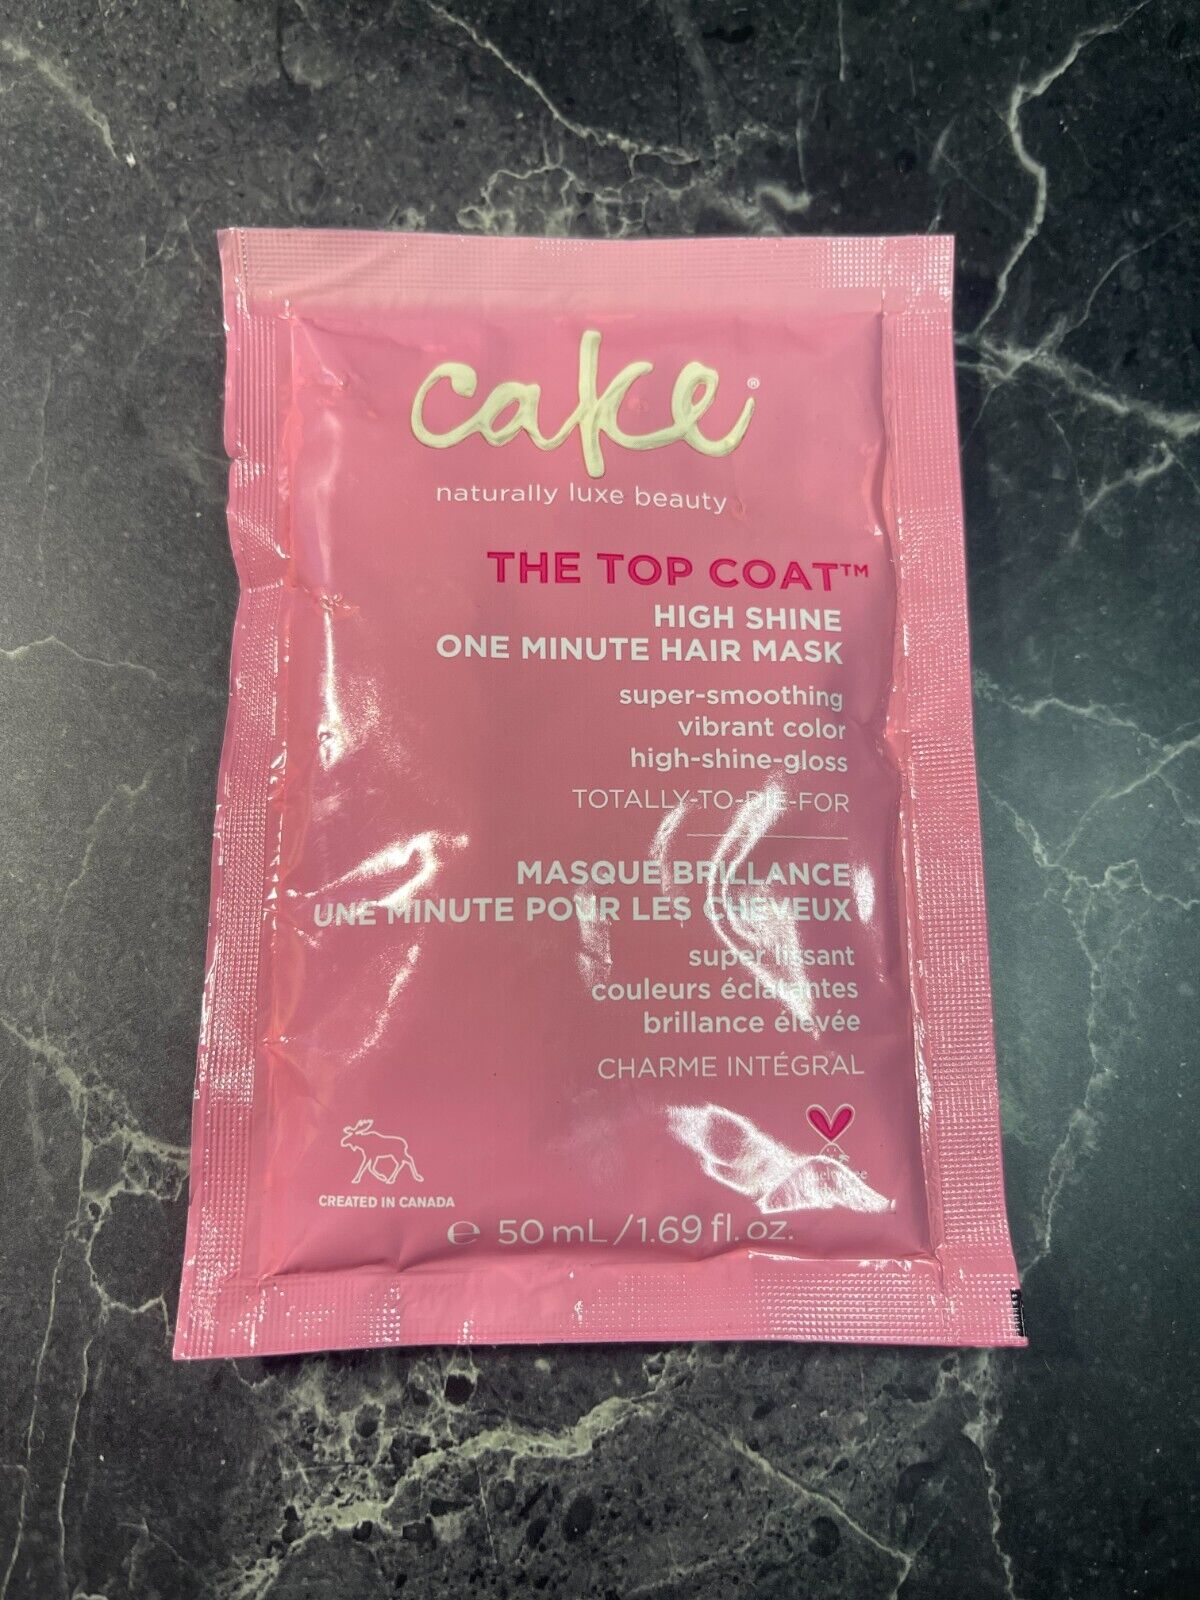 cake®
naturally luxe beauty
THE TOP COAT™
HIGH SHINE
ONE MINUTE HAIR MASK
super-smoothing
vibrant color
high-shine-gloss
TOTALLY-TO-DIE-FOR
MASQUE BRILLANCE
UNE MINUTE POUR LES CHEVEUX
super lissant
couleurs éclatantes
brillance élevée
CHARME INTÉGRAL
CREATED IN CANADA
℮ 50 mL / 1.69 fl. oz.